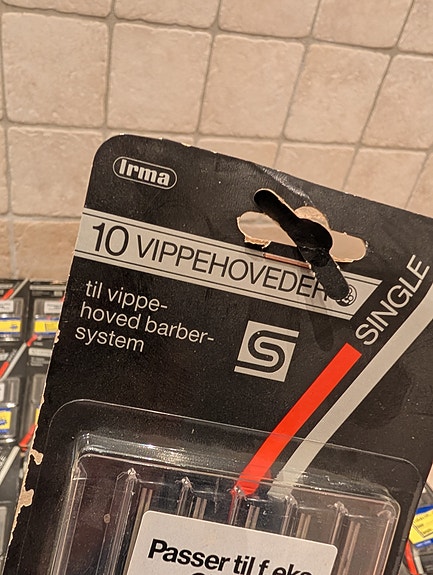 Irma
10 VIPPEHOVEDER
SINGLE
til vippe-
hoved barber-
system
S
Passer til f.eks.